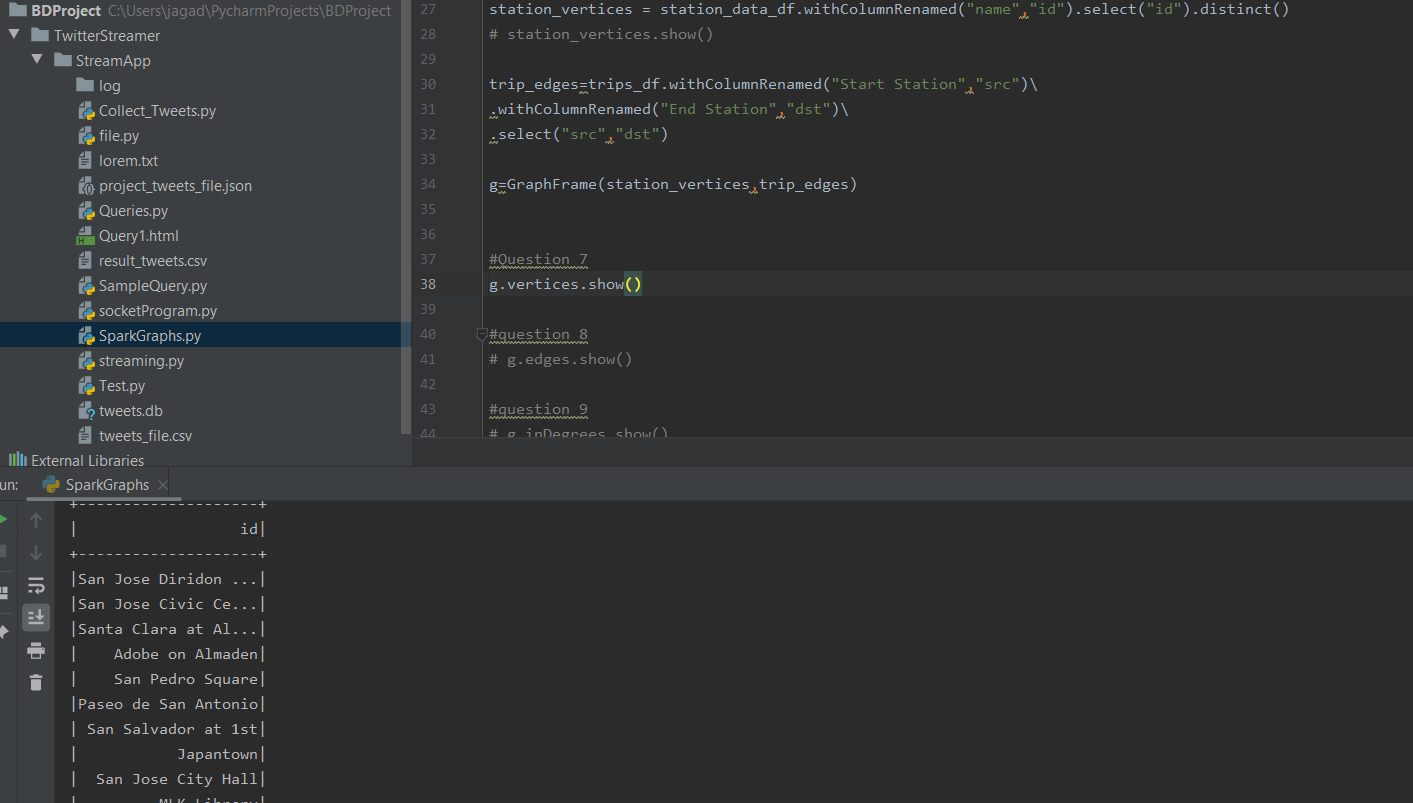 BDProject C:\Users\jagad\PycharmProjects\BDProject
TwitterStreamer
StreamApp
log
Collect_Tweets.py
file.py
lorem.txt
project_tweets_file.json
Queries.py
Query1.html
result_tweets.csv
SampleQuery.py
socketProgram.py
SparkGraphs.py
streaming.py
Test.py
tweets.db
tweets_file.csv
External Libraries
27 station_vertices = station_data_df.withColumnRenamed("name","id").select("id").distinct()
28 # station_vertices.show()
29
30 trip_edges=trips_df.withColumnRenamed("Start Station","src")\
31 .withColumnRenamed("End Station","dst")\
32 .select("src","dst")
33
34 g=GraphFrame(station_vertices,trip_edges)
35
36
37 #Question 7
38 g.vertices.show()
39
40 #question 8
41 # g.edges.show()
42
43 #question 9
44 # g.inDegrees.show()
un: SparkGraphs
+--------------------+
|                  id|
+--------------------+
|San Jose Diridon ...|
|San Jose Civic Ce...|
|Santa Clara at Al...|
|    Adobe on Almaden|
|    San Pedro Square|
|Paseo de San Antonio|
| San Salvador at 1st|
|           Japantown|
|  San Jose City Hall|
|         MLK Library|